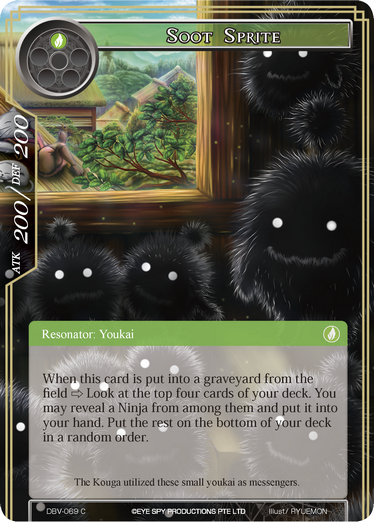 Soot Sprite
ATK 200/DEF 200
Resonator: Youkai
When this card is put into a graveyard from the
field ⇨ Look at the top four cards of your deck. You
may reveal a Ninja from among them and put it into
your hand. Put the rest on the bottom of your deck
in a random order.
The Kouga utilized these small youkai as messengers.
DBV-069 C ©EYE SPY PRODUCTIONS PTE LTD Illust/ RYUEMON